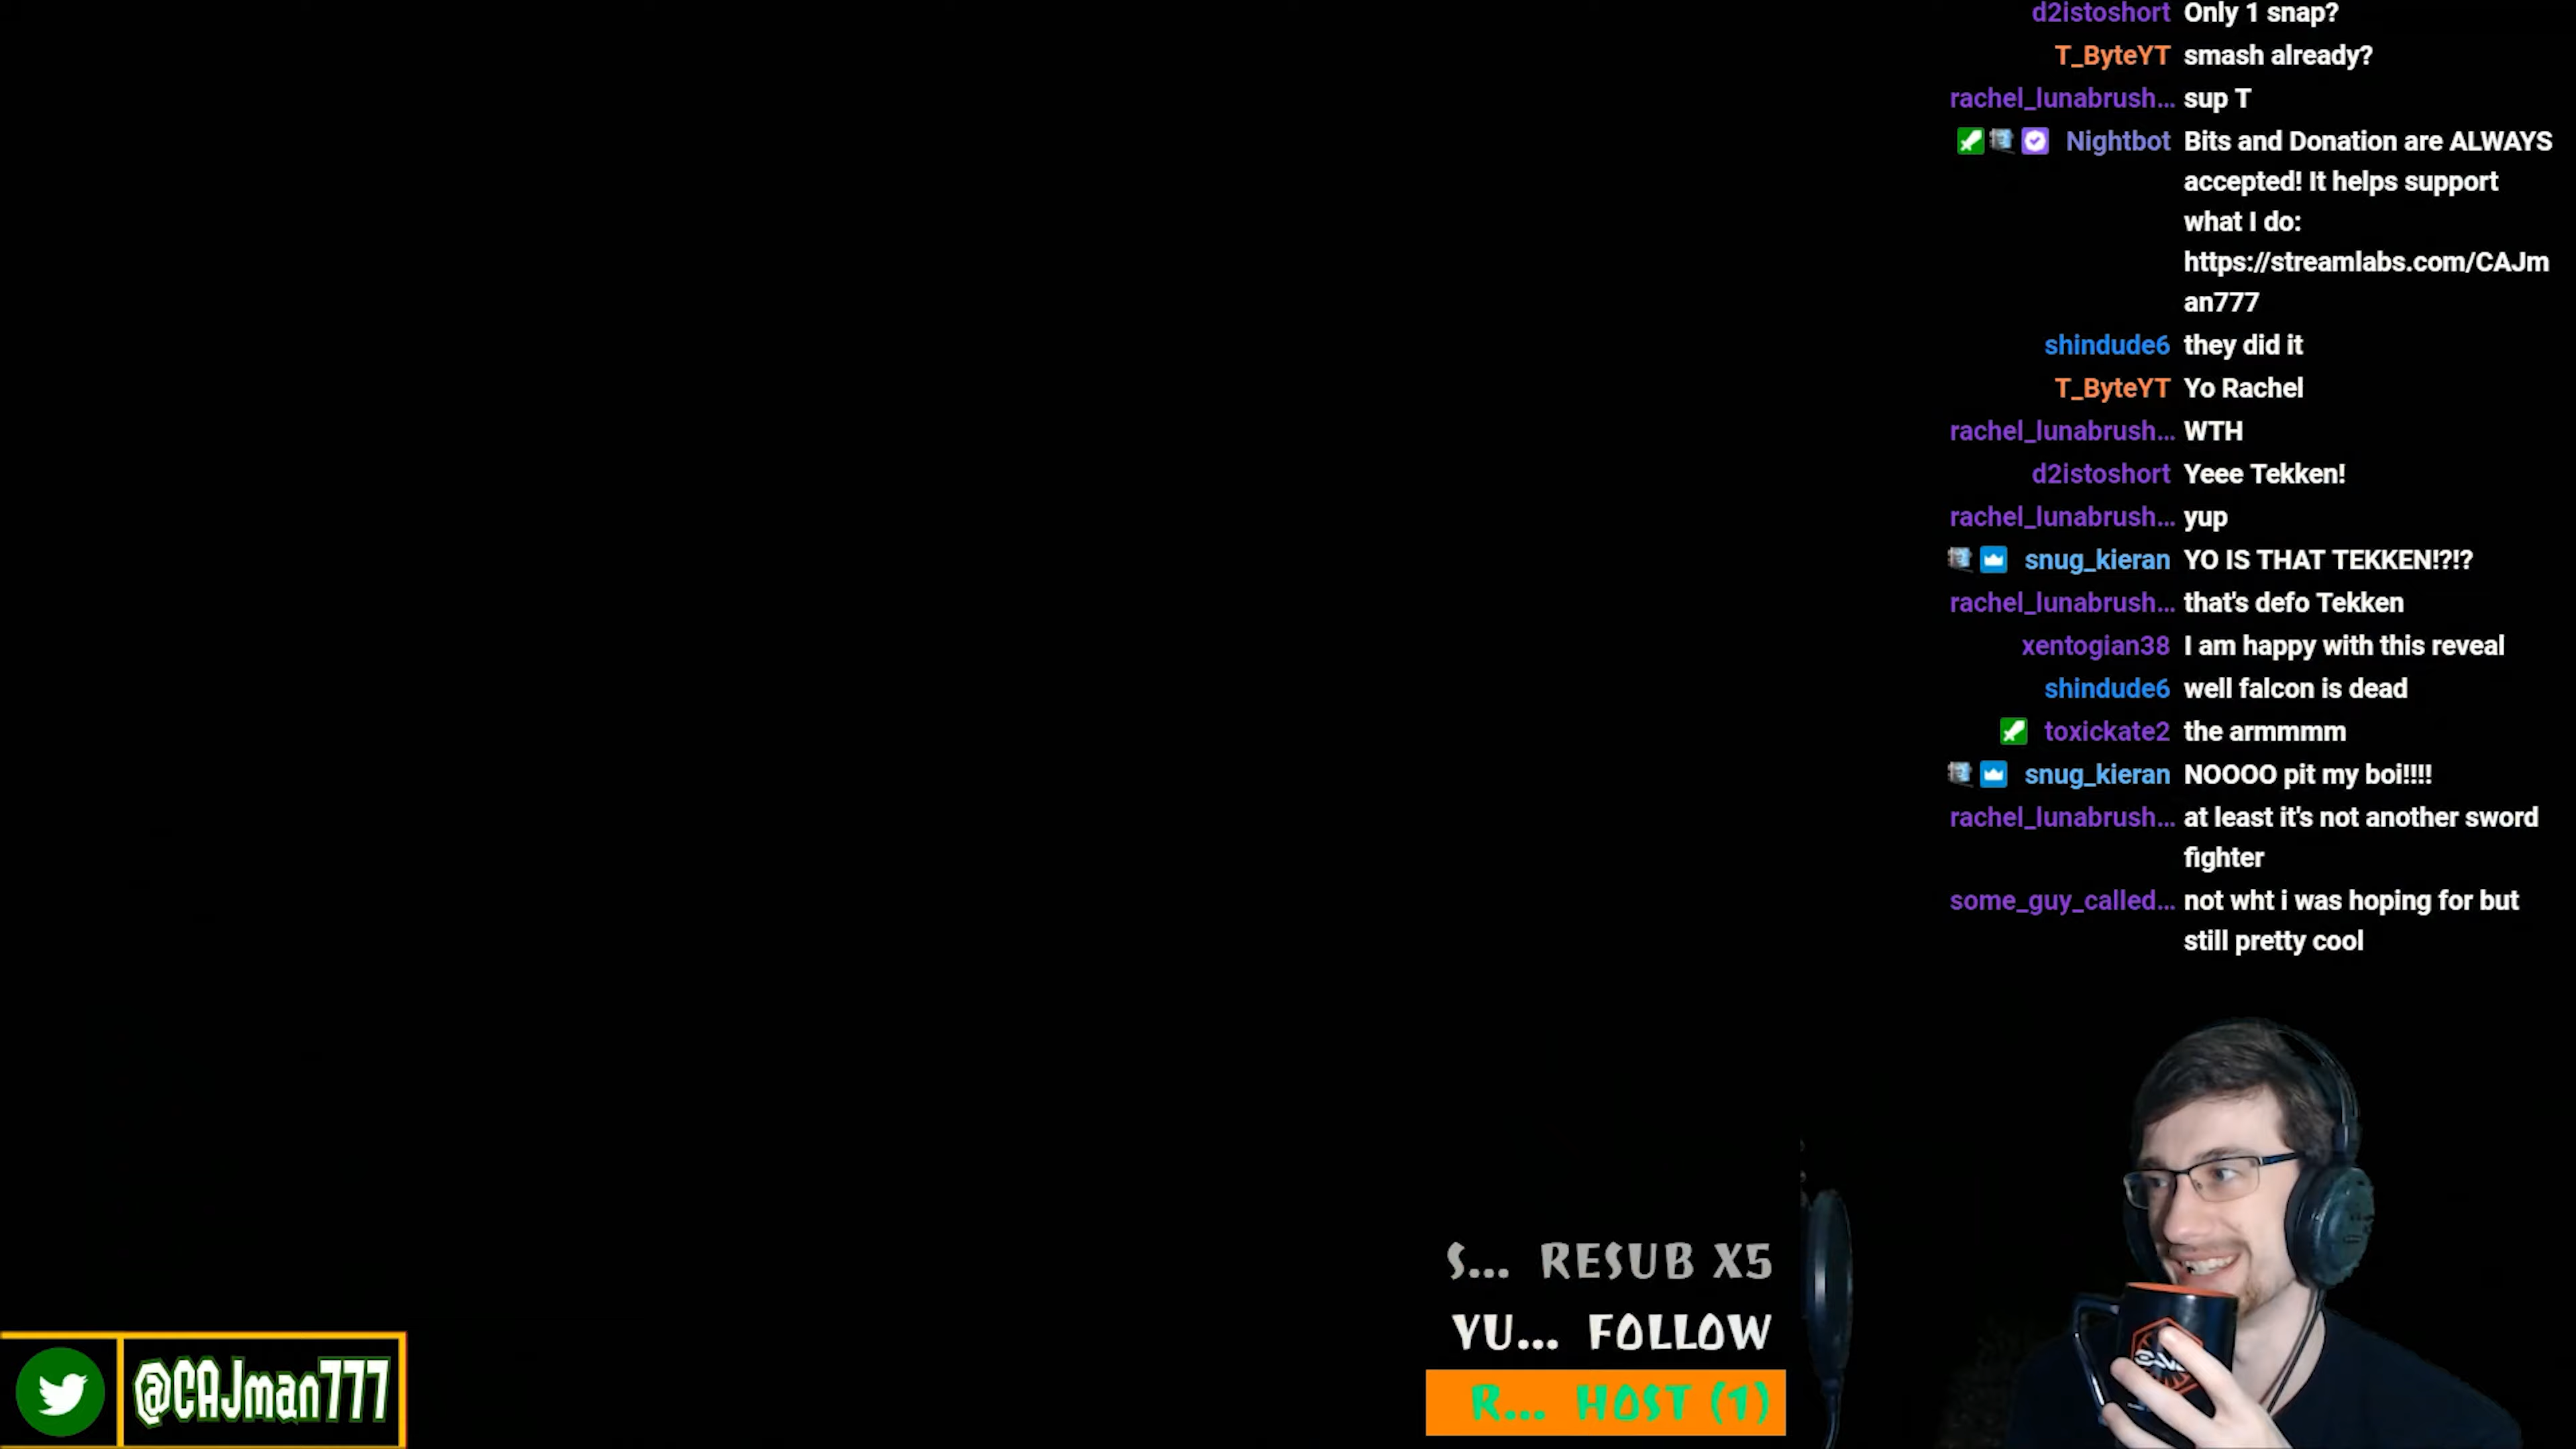 d2istoshort Only 1 snap?
T_ByteYT smash already?
rachel_lunabrush... sup T
Nightbot Bits and Donation are ALWAYS
accepted! It helps support
what I do:
https://streamlabs.com/CAJm
an777
shindude6 they did it
T_ByteYT Yo Rachel
rachel_lunabrush... WTH
d2istoshort Yeee Tekken!
rachel_lunabrush... yup
snug_kieran YO IS THAT TEKKEN!?!?
rachel_lunabrush... that's defo Tekken
xentogian38 I am happy with this reveal
shindude6 well falcon is dead
toxickate2 the armmmm
snug_kieran NOOOO pit my boi!!!!
rachel_lunabrush... at least it's not another sword
fighter
some_guy_called... not wht i was hoping for but
still pretty cool
S... RESUB X5
YU... FOLLOW
R... HOST (1)
@CAJman777